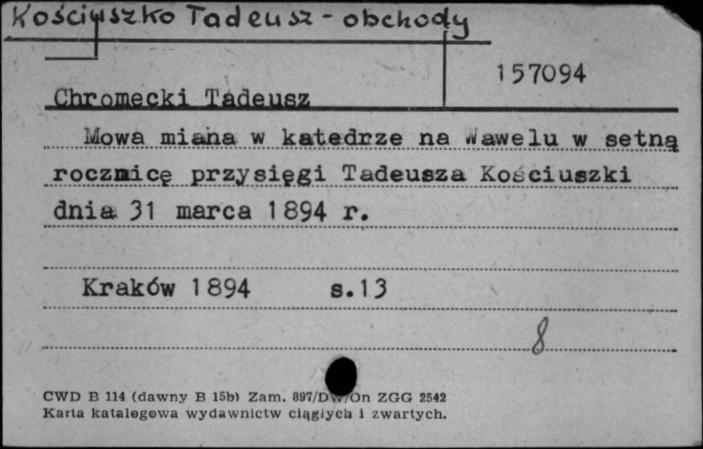 Kościuszko Tadeusz - obchody
157094
Chromecki Tadeusz
Mowa miana w katedrze na Wawelu w setną
rocznicę przysięgi Tadeusza Kościuszki
dnia 31 marca 1894 r.
Kraków 1894 s.13
8
CWD B 114 (dawny B 15b) Zam. 897/DW/On ZGG 2542
Karta katalogowa wydawnictw ciągłych i zwartych.